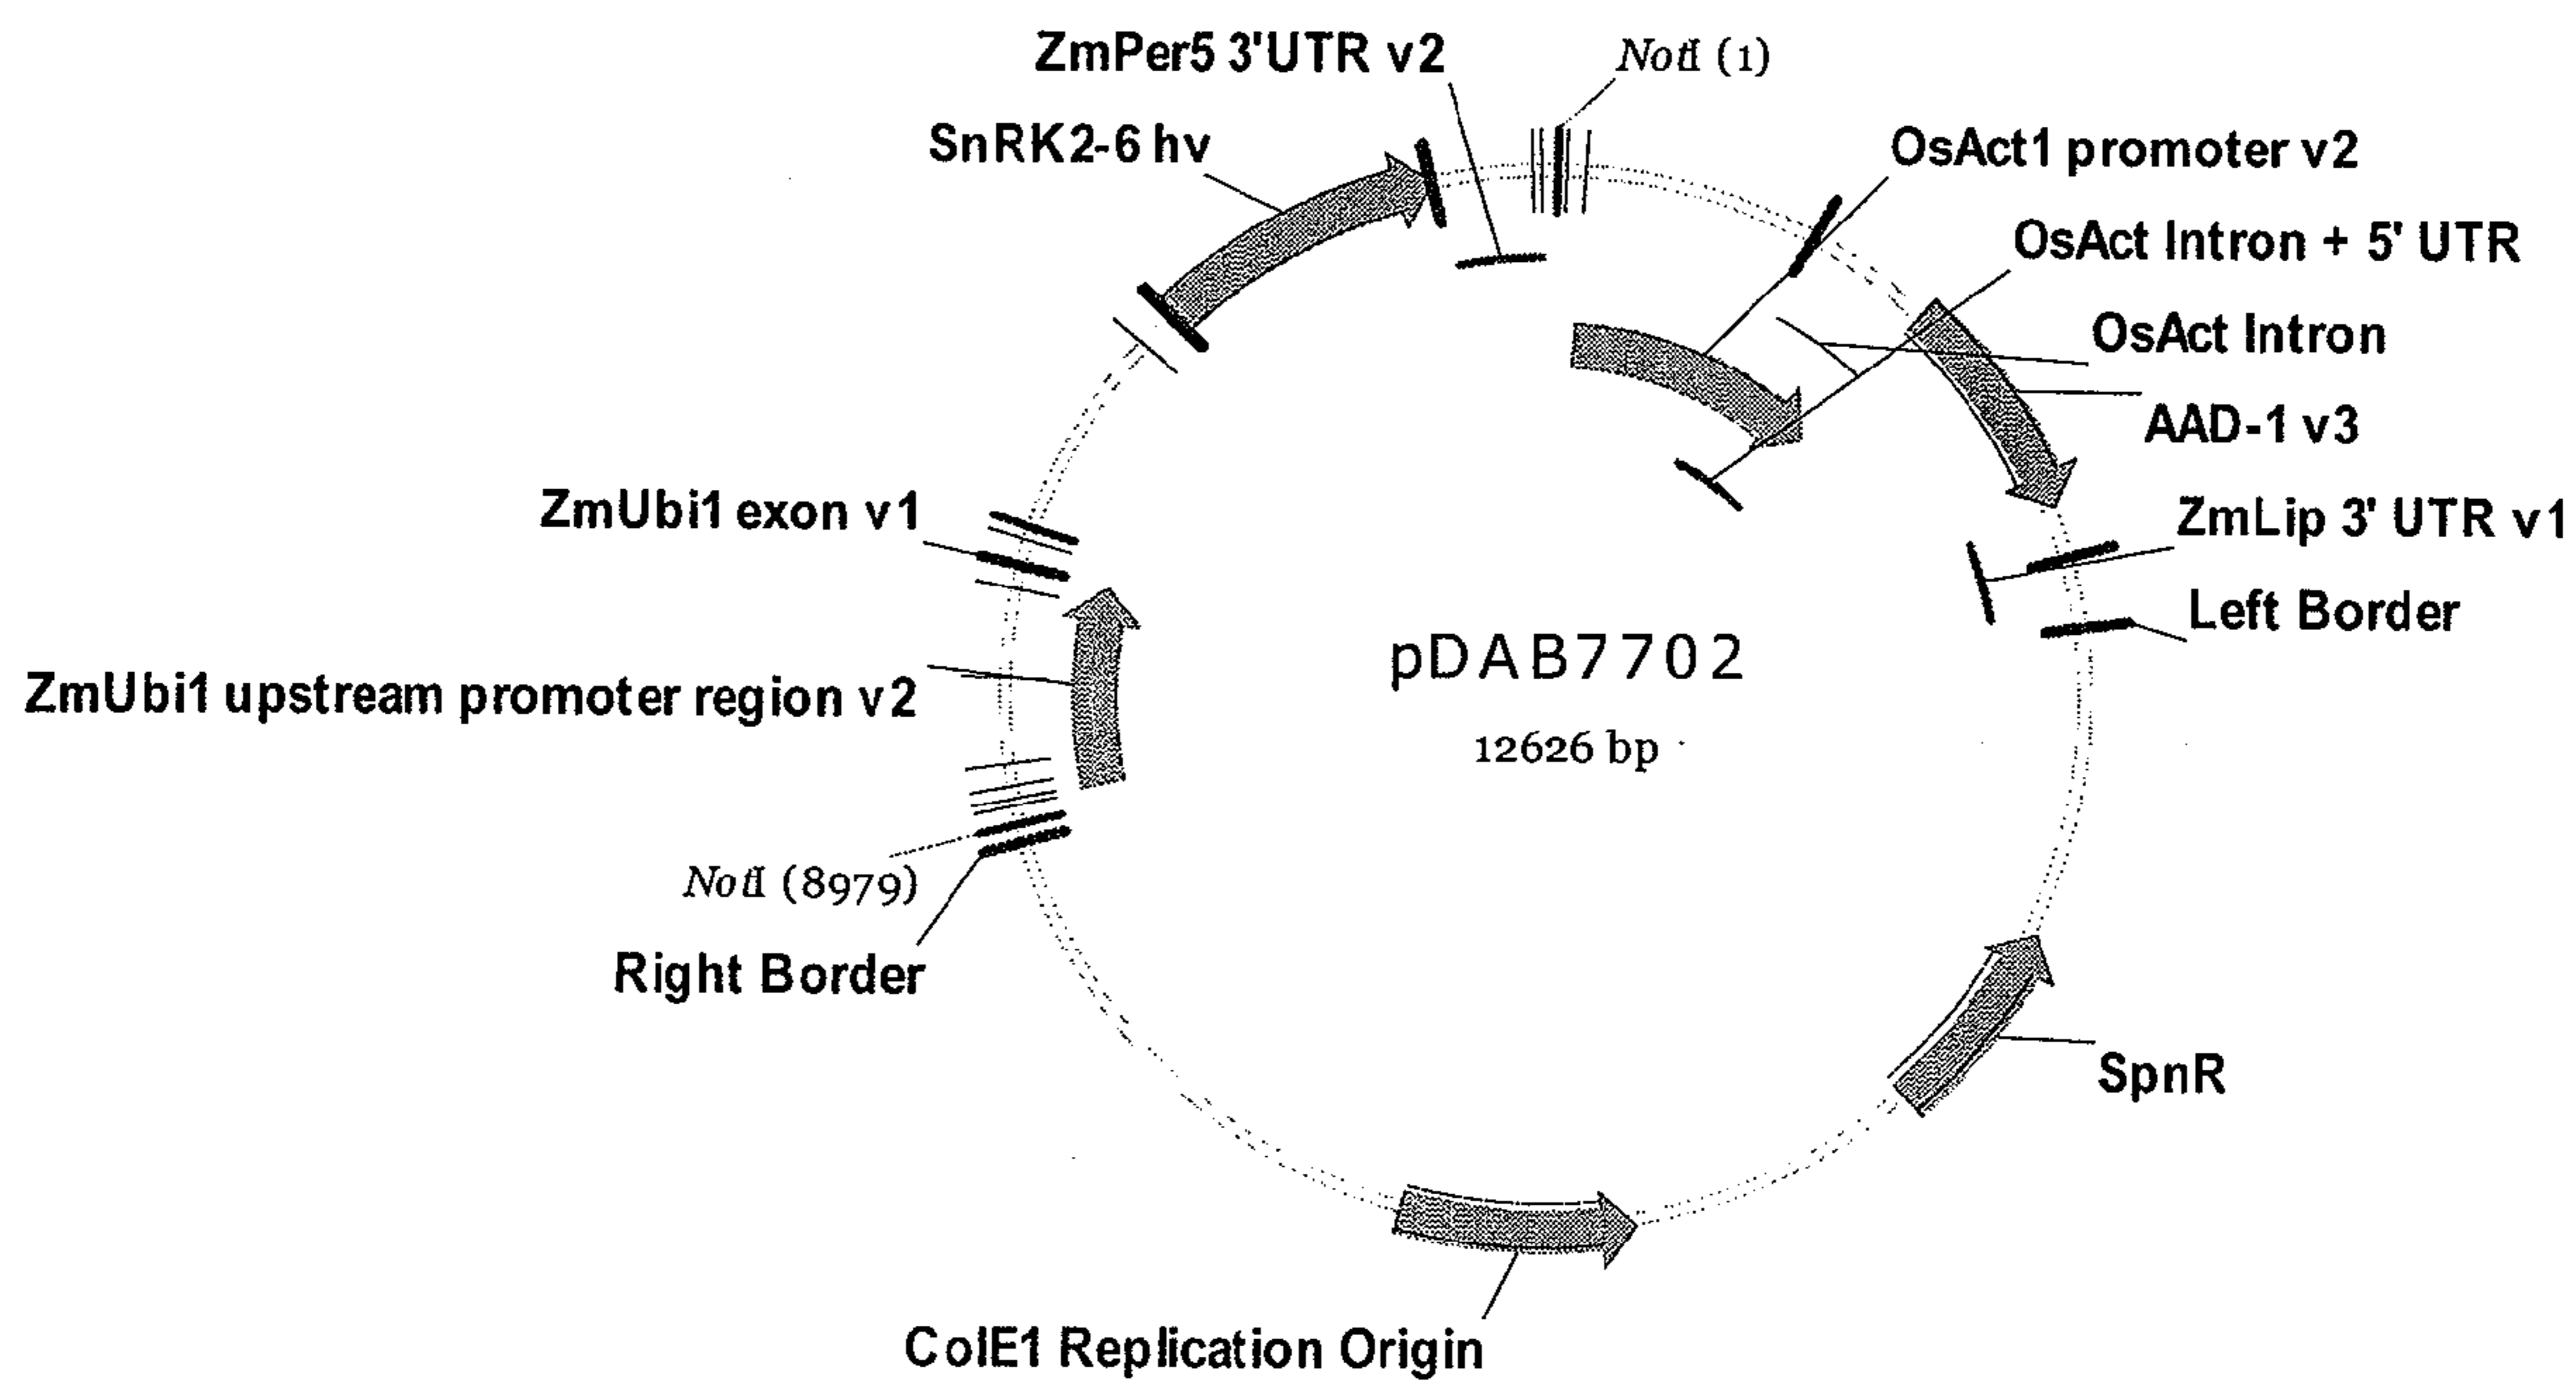 ZmPer5 3'UTR v2
NotI (1)
SnRK2-6 hv
OsAct1 promoter v2
OsAct Intron + 5' UTR
OsAct Intron
AAD-1 v3
ZmUbi1 exon v1
ZmLip 3' UTR v1
Left Border
pDAB7702
ZmUbi1 upstream promoter region v2
12626 bp
NotI (8979)
Right Border
SpnR
ColE1 Replication Origin